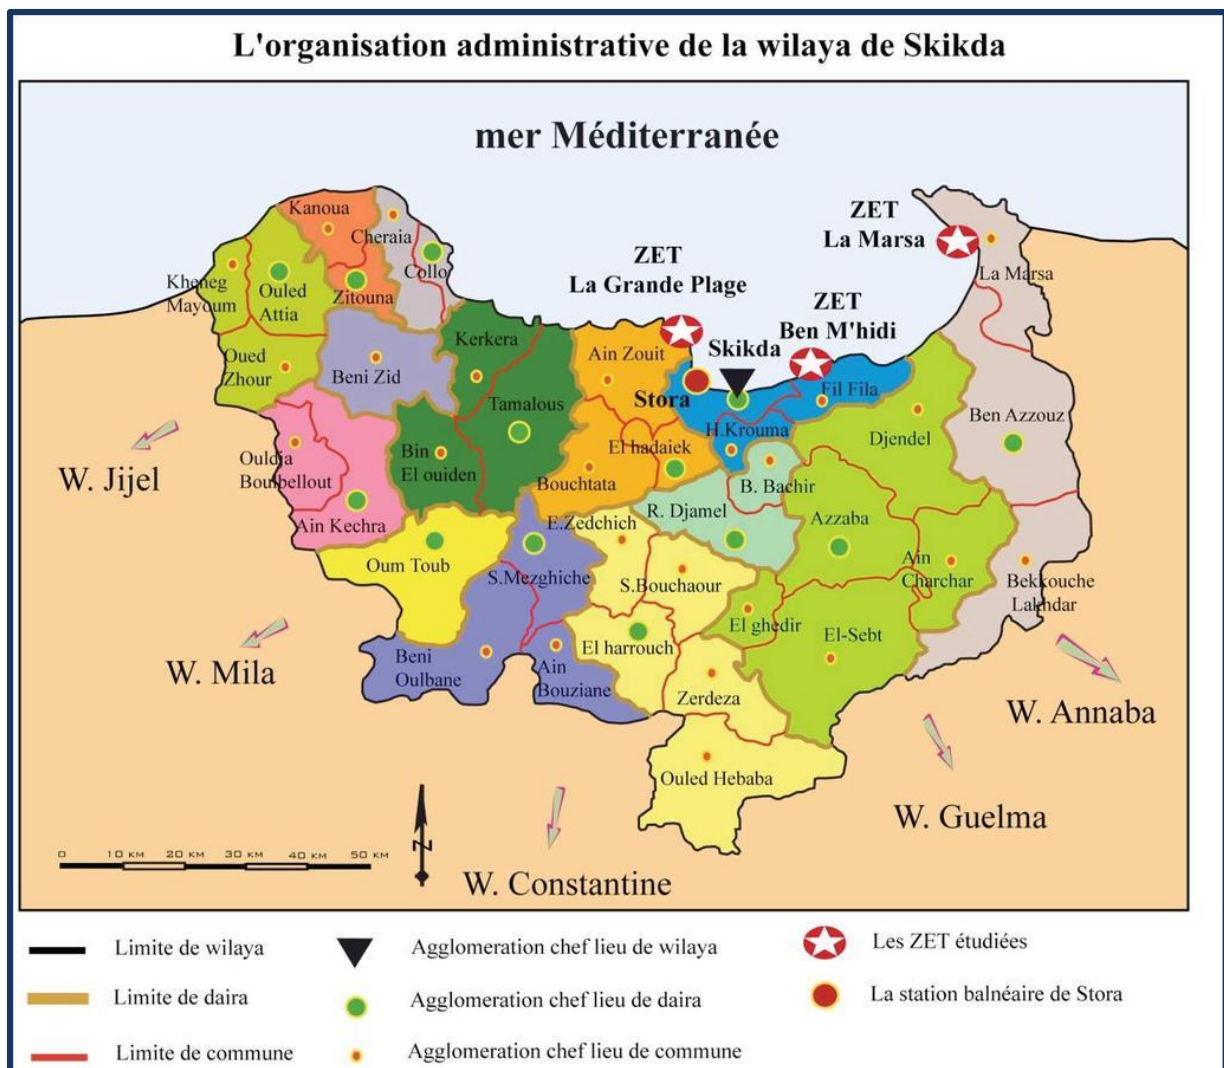 L'organisation administrative de la wilaya de Skikda
mer Méditerranée
ZET
La Marsa
ZET
La Grande Plage
ZET
Ben M'hidi
Skikda
Stora
Kanoua
Cheraia
Collo
Kheneg
Mayoum
Ouled
Attia
Zitouna
Oued
Zhour
Beni Zid
Kerkera
Tamalous
Ain Zouit
Fil Fila
La Marsa
Ben Azzouz
Djendel
H.Krouma
El hadaiek
B. Bachir
Bouchtata
Bin
El ouiden
Ouldja
Boulbellout
Ain Kechra
Oum Toub
E.Zedchich
R. Djamel
Azzaba
Ain
Charchar
Bekkouche
Lakhdar
S.Mezghiche
S.Bouchaour
El ghedir
El-Sebt
El harrouch
Beni
Oulbane
Ain
Bouziane
Zerdeza
Ouled Hebaba
W. Jijel
W. Mila
W. Constantine
W. Guelma
W. Annaba
0 10 KM 20 KM 30 KM 40 KM 50 KM
N
Limite de wilaya
Limite de daira
Limite de commune
Agglomeration chef lieu de wilaya
Agglomeration chef lieu de daira
Agglomeration chef lieu de commune
Les ZET étudiées
La station balnéaire de Stora